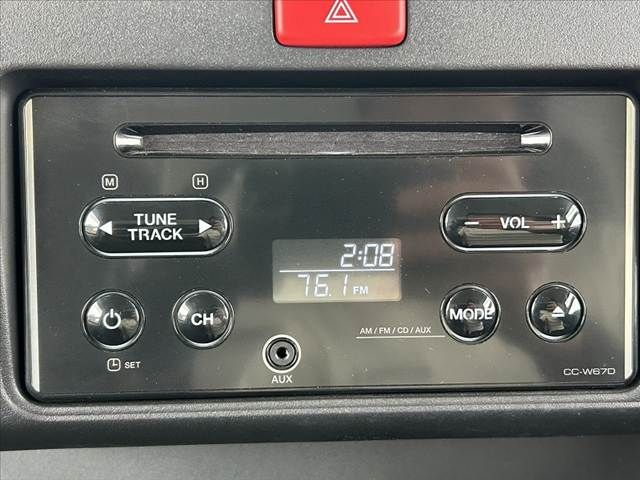 M H
TUNE
TRACK
- VOL +
2:08
76.1 FM
CH
MODE
AM / FM / CD / AUX
SET
AUX
CC-W67D